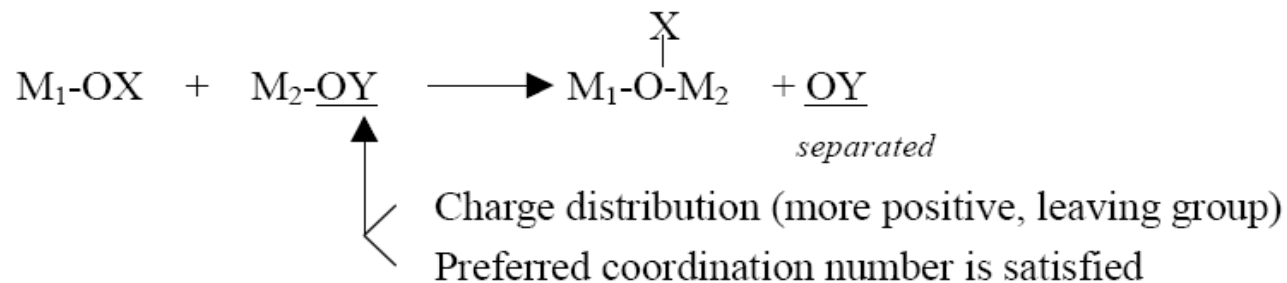 X
M₁-OX + M₂-OY → M₁-O-M₂ + OY
separated
Charge distribution (more positive, leaving group)
Preferred coordination number is satisfied